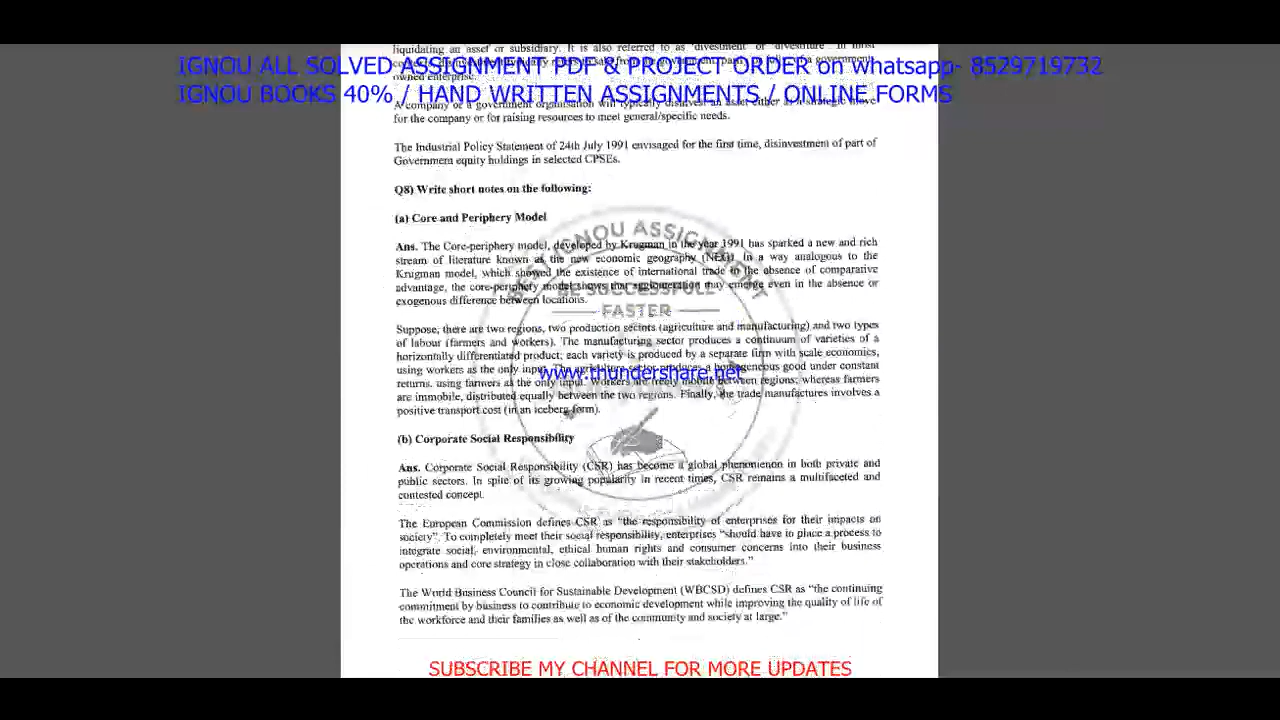 liquidating an asset or subsidiary. It is also referred to as 'divestment' or 'divestiture' In most
IGNOU ALL SOLVED ASSIGNMENT PDF & PROJECT ORDER on whatsapp- 8529719732
owned enterprise.
IGNOU BOOKS 40% / HAND WRITTEN ASSIGNMENTS / ONLINE FORMS
A company or a government organisation will typically disinvest an asset either as a strategic move
for the company or for raising resources to meet general/specific needs.
The Industrial Policy Statement of 24th July 1991 envisaged for the first time, disinvestment of part of
Government equity holdings in selected CPSEs.
Q8) Write short notes on the following:
(a) Core and Periphery Model
Ans. The Core-periphery model, developed by Krugman in the year 1991 has sparked a new and rich
stream of literature known as the new economic geography (NEG). In a way analogous to the
Krugman model, which showed the existence of international trade in the absence of comparative
advantage, the core-periphery model shows that agglomeration may emerge even in the absence or
exogenous difference between locations.
BEST IGNOU ASSIGNMENT
BE SUCCESSFULL
FASTER
Suppose, there are two regions, two production sectors (agriculture and manufacturing) and two types
of labour (farmers and workers). The manufacturing sector produces a continuum of varieties of a
horizontally differentiated product; each variety is produced by a separate firm with scale economies,
using workers as the only input. The agriculture sector produces a homogeneous good under constant
www.thundershare.net
returns, using farmers as the only input. Workers are freely mobile between regions; whereas farmers
are immobile, distributed equally between the two regions. Finally, the trade manufactures involves a
positive transport cost (in an iceberg form).
(b) Corporate Social Responsibility
Ans. Corporate Social Responsibility (CSR) has become a global phenomenon in both private and
public sectors. In spite of its growing popularity in recent times, CSR remains a multifaceted and
contested concept.
The European Commission defines CSR as "the responsibility of enterprises for their impacts on
society". To completely meet their social responsibility, enterprises "should have to place a process to
integrate social, environmental, ethical human rights and consumer concerns into their business
operations and core strategy in close collaboration with their stakeholders."
The World Business Council for Sustainable Development (WBCSD) defines CSR as "the continuing
commitment by business to contribute to economic development while improving the quality of life of
the workforce and their families as well as of the community and society at large."
SUBSCRIBE MY CHANNEL FOR MORE UPDATES